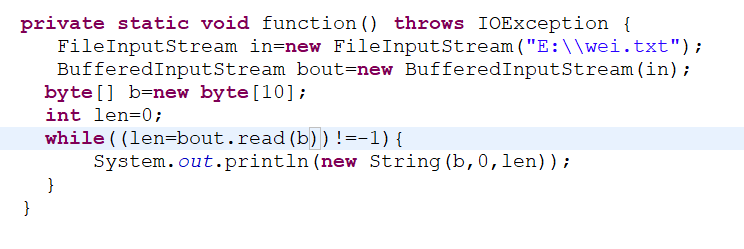 private static void function() throws IOException {
FileInputStream in=new FileInputStream("E:\\wei.txt");
BufferedInputStream bout=new BufferedInputStream(in);
byte[] b=new byte[10];
int len=0;
while((len=bout.read(b))!=-1){
System.out.println(new String(b,0,len));
}
}